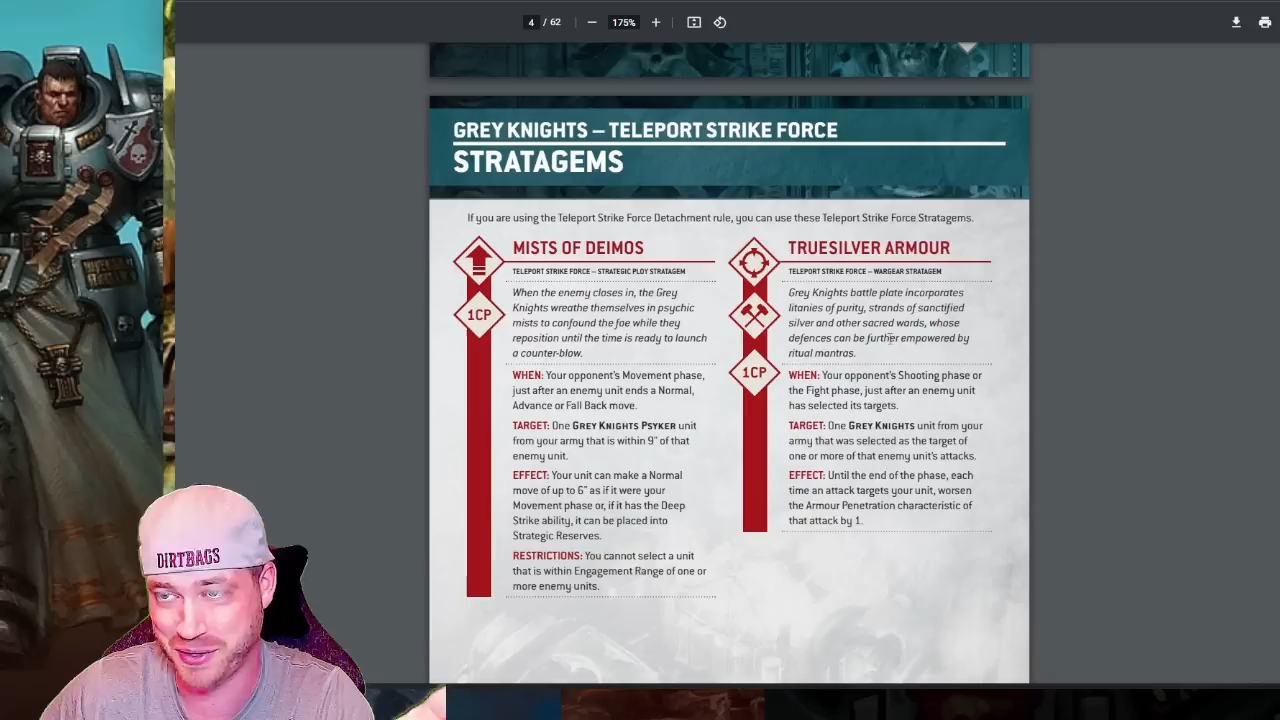 4 / 62
175%
GREY KNIGHTS – TELEPORT STRIKE FORCE
STRATAGEMS
If you are using the Teleport Strike Force Detachment rule, you can use these Teleport Strike Force Stratagems.
MISTS OF DEIMOS
TELEPORT STRIKE FORCE – STRATEGIC PLOY STRATAGEM
When the enemy closes in, the Grey
Knights wreathe themselves in psychic
mists to confound the foe while they
reposition until the time is ready to launch
a counter-blow.
1CP
WHEN: Your opponent's Movement phase,
just after an enemy unit ends a Normal,
Advance or Fall Back move.
TARGET: One GREY KNIGHTS PSYKER unit
from your army that is within 9" of that
enemy unit.
EFFECT: Your unit can make a Normal
move of up to 6" as if it were your
Movement phase or, if it has the Deep
Strike ability, it can be placed into
Strategic Reserves.
RESTRICTIONS: You cannot select a unit
that is within Engagement Range of one or
more enemy units.
TRUESILVER ARMOUR
TELEPORT STRIKE FORCE – WARGEAR STRATAGEM
Grey Knights battle plate incorporates
litanies of purity, strands of sanctified
silver and other sacred wards, whose
defences can be further empowered by
ritual mantras.
1CP
WHEN: Your opponent's Shooting phase or
the Fight phase, just after an enemy unit
has selected its targets.
TARGET: One GREY KNIGHTS unit from your
army that was selected as the target of
one or more of that enemy unit's attacks.
EFFECT: Until the end of the phase, each
time an attack targets your unit, worsen
the Armour Penetration characteristic of
that attack by 1.
DIRTBAGS